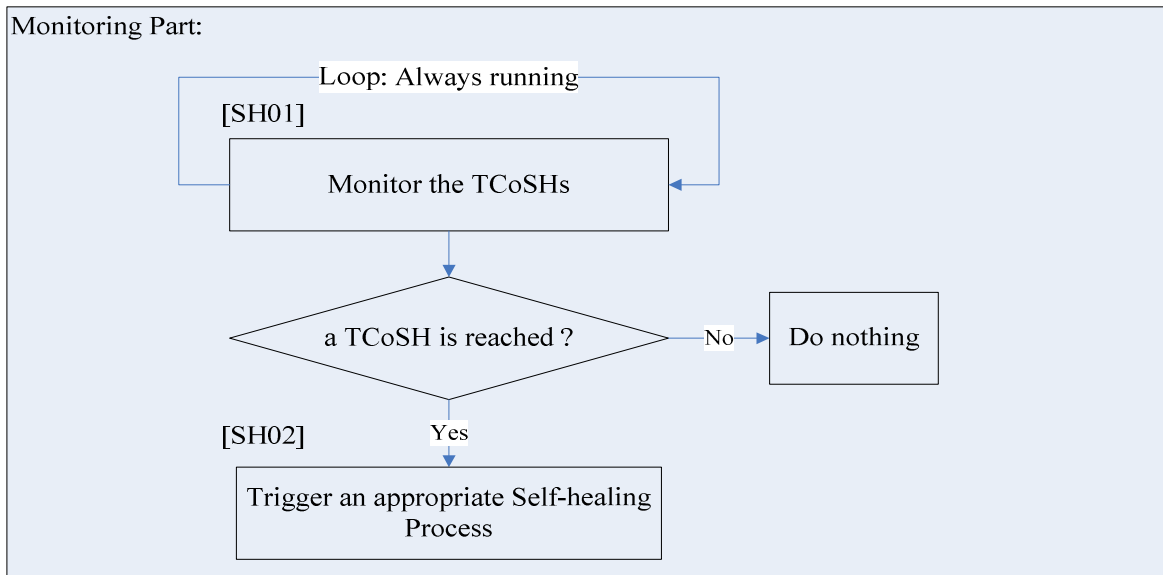 Monitoring Part:
Loop: Always running
[SH01]
Monitor the TCoSHs
a TCoSH is reached ?
No
Do nothing
Yes
[SH02]
Trigger an appropriate Self-healing
Process